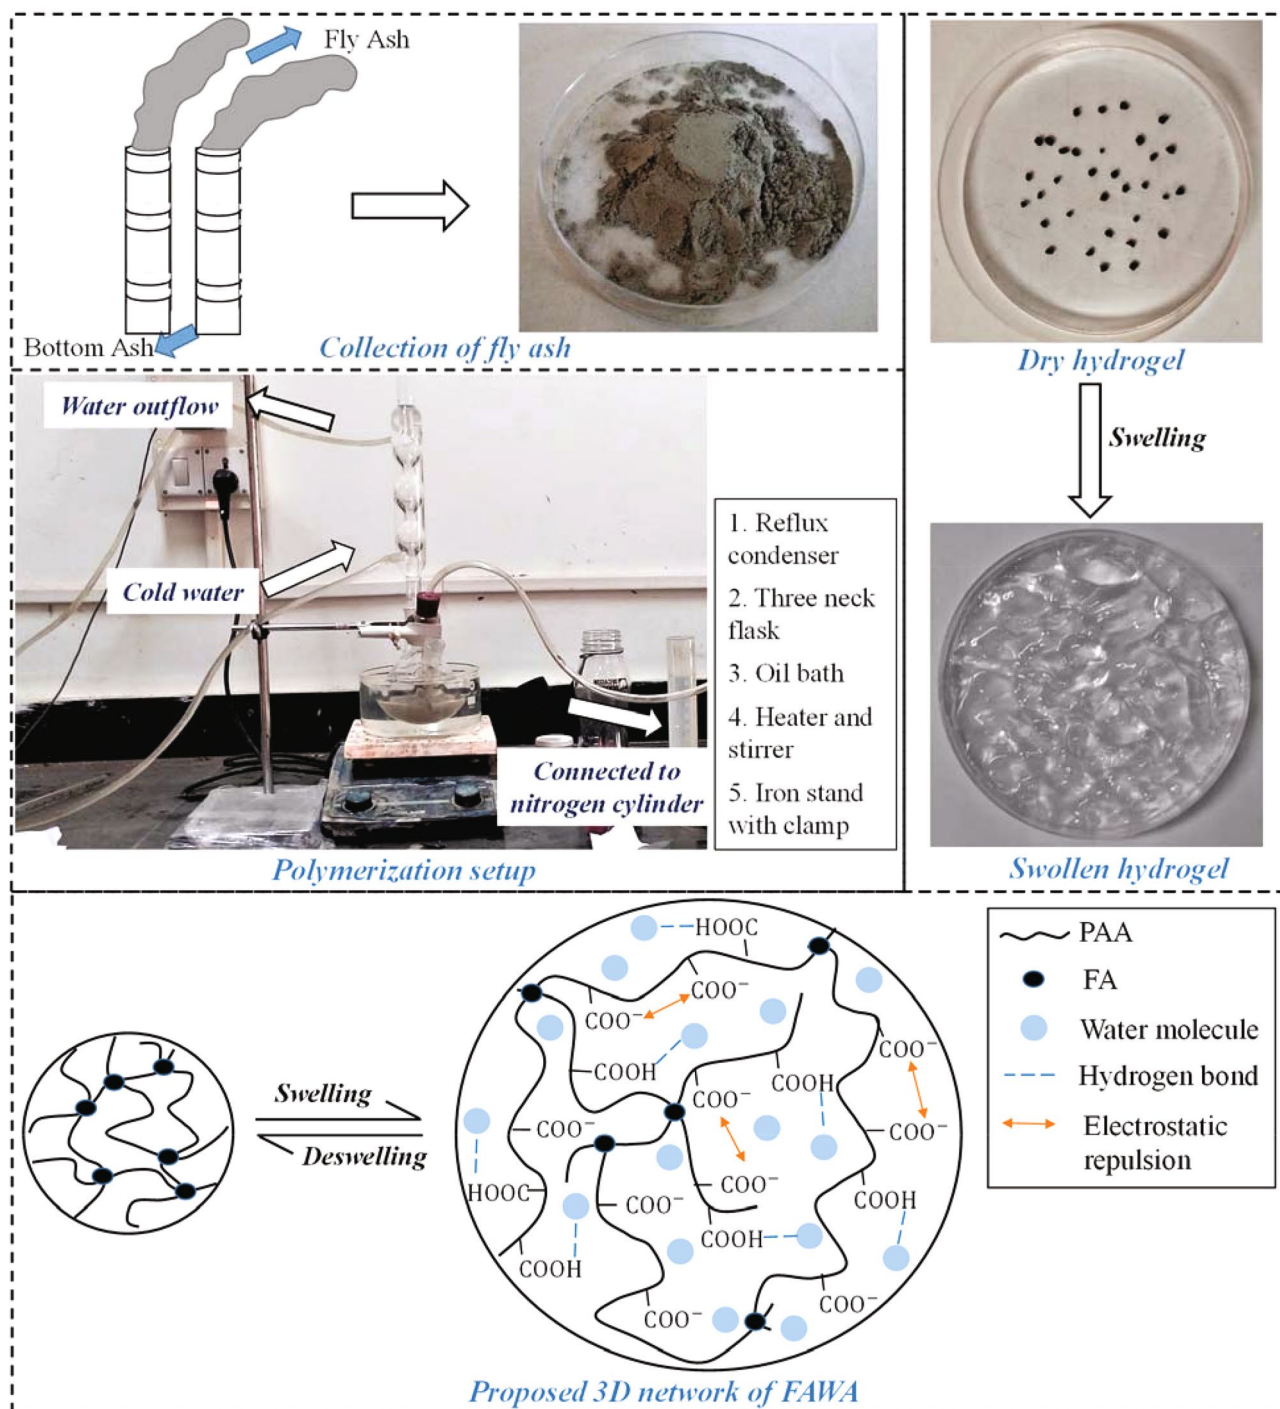 Fly Ash
Bottom Ash
Collection of fly ash
Dry hydrogel
Swelling
Swollen hydrogel
Water outflow
Cold water
Connected to
nitrogen cylinder
1. Reflux
condenser
2. Three neck
flask
3. Oil bath
4. Heater and
stirrer
5. Iron stand
with clamp
Polymerization setup
Swelling
Deswelling
HOOC
COO⁻
COO⁻
COOH
COO⁻
COOH
COO⁻
COO⁻
COO⁻
HOOC
COO⁻
COO⁻
COOH
COOH
COOH
COO⁻
COO⁻
PAA
FA
Water molecule
Hydrogen bond
Electrostatic
repulsion
Proposed 3D network of FAWA